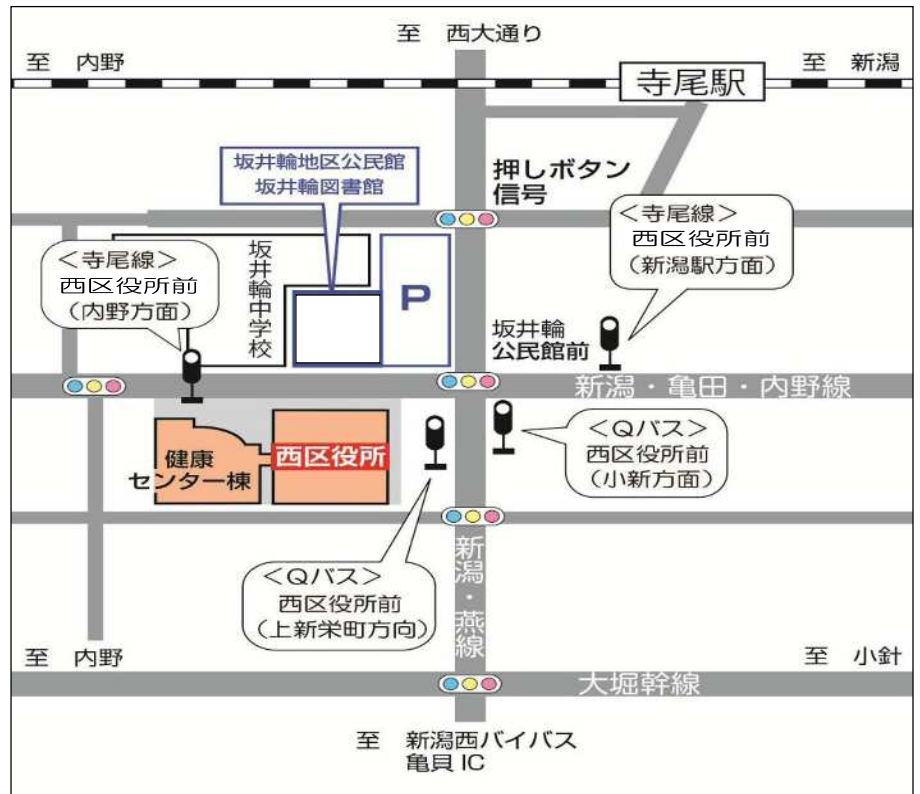 至 西大通り
至 内野
寺尾駅
至 新潟
坂井輪地区公民館
坂井輪図書館
押しボタン
信号
＜寺尾線＞
西区役所前
（新潟駅方面）
＜寺尾線＞
西区役所前
（内野方面）
坂井輪中学校
P
坂井輪
公民館前
新潟・亀田・内野線
健康
センター棟
西区役所
＜Qバス＞
西区役所前
（小新方面）
＜Qバス＞
西区役所前
（上新栄町方向）
新潟・燕線
至 内野
至 小針
大堀幹線
至 新潟西バイパス
亀貝 IC